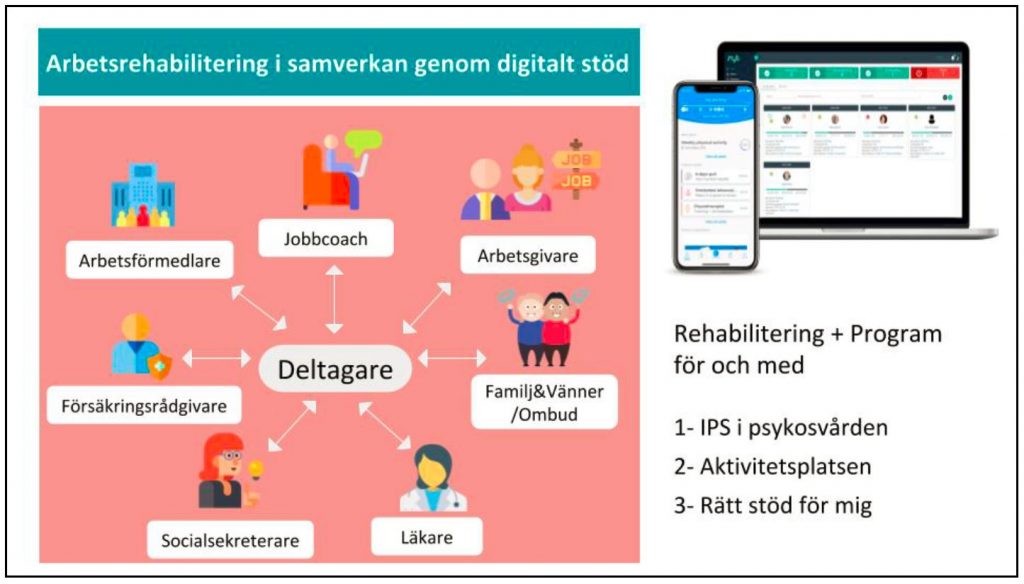 Arbetsrehabilitering i samverkan genom digitalt stöd
JOB
JOB
Jobbcoach
Arbetsförmedlare
Arbetsgivare
Deltagare
Försäkringsrådgivare
Familj&Vänner
/Ombud
Socialsekreterare
Läkare
Rehabilitering + Program
för och med
1- IPS i psykosvården
2- Aktivitetsplatsen
3- Rätt stöd för mig